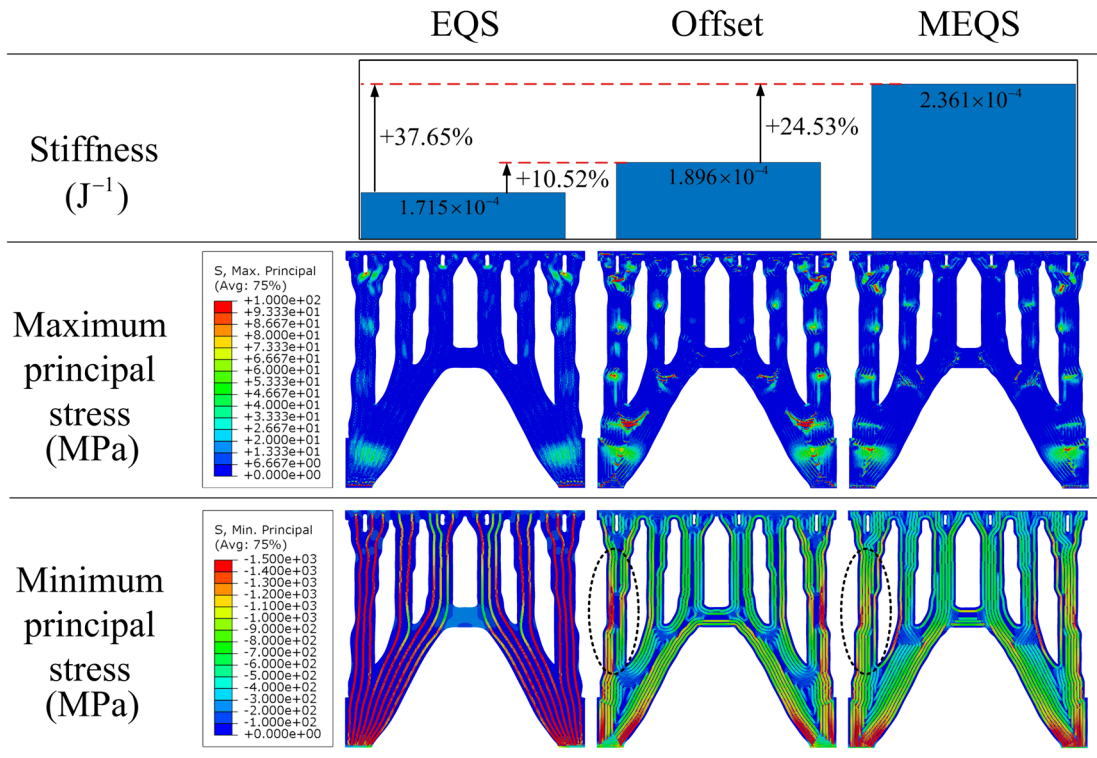 EQS Offset MEQS
Stiffness
(J⁻¹)
+37.65%
+10.52%
+24.53%
1.715×10⁻⁴
1.896×10⁻⁴
2.361×10⁻⁴
Maximum
principal
stress
(MPa)
S, Max. Principal
(Avg: 75%)
+1.000e+02
+9.333e+01
+8.667e+01
+8.000e+01
+7.333e+01
+6.667e+01
+6.000e+01
+5.333e+01
+4.667e+01
+4.000e+01
+3.333e+01
+2.667e+01
+2.000e+01
+1.333e+01
+6.667e+00
+0.000e+00
Minimum
principal
stress
(MPa)
S, Min. Principal
(Avg: 75%)
-1.500e+03
-1.400e+03
-1.300e+03
-1.200e+03
-1.100e+03
-1.000e+03
-9.000e+02
-8.000e+02
-7.000e+02
-6.000e+02
-5.000e+02
-4.000e+02
-3.000e+02
-2.000e+02
-1.000e+02
+0.000e+00